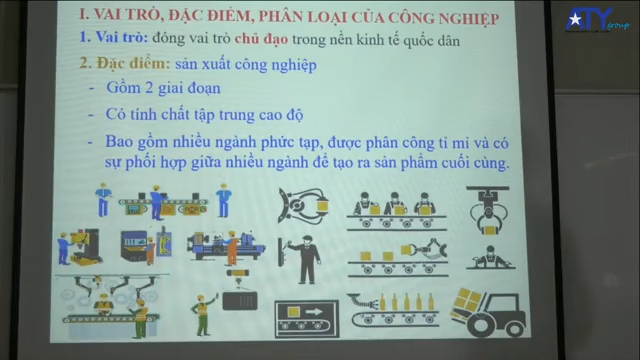 ATY
group
I. VAI TRÒ, ĐẶC ĐIỂM, PHÂN LOẠI CỦA CÔNG NGHIỆP
1. Vai trò: đóng vai trò chủ đạo trong nền kinh tế quốc dân
2. Đặc điểm: sản xuất công nghiệp
- Gồm 2 giai đoạn
- Có tính chất tập trung cao độ
- Bao gồm nhiều ngành phức tạp, được phân công tỉ mỉ và có
sự phối hợp giữa nhiều ngành để tạo ra sản phẩm cuối cùng.